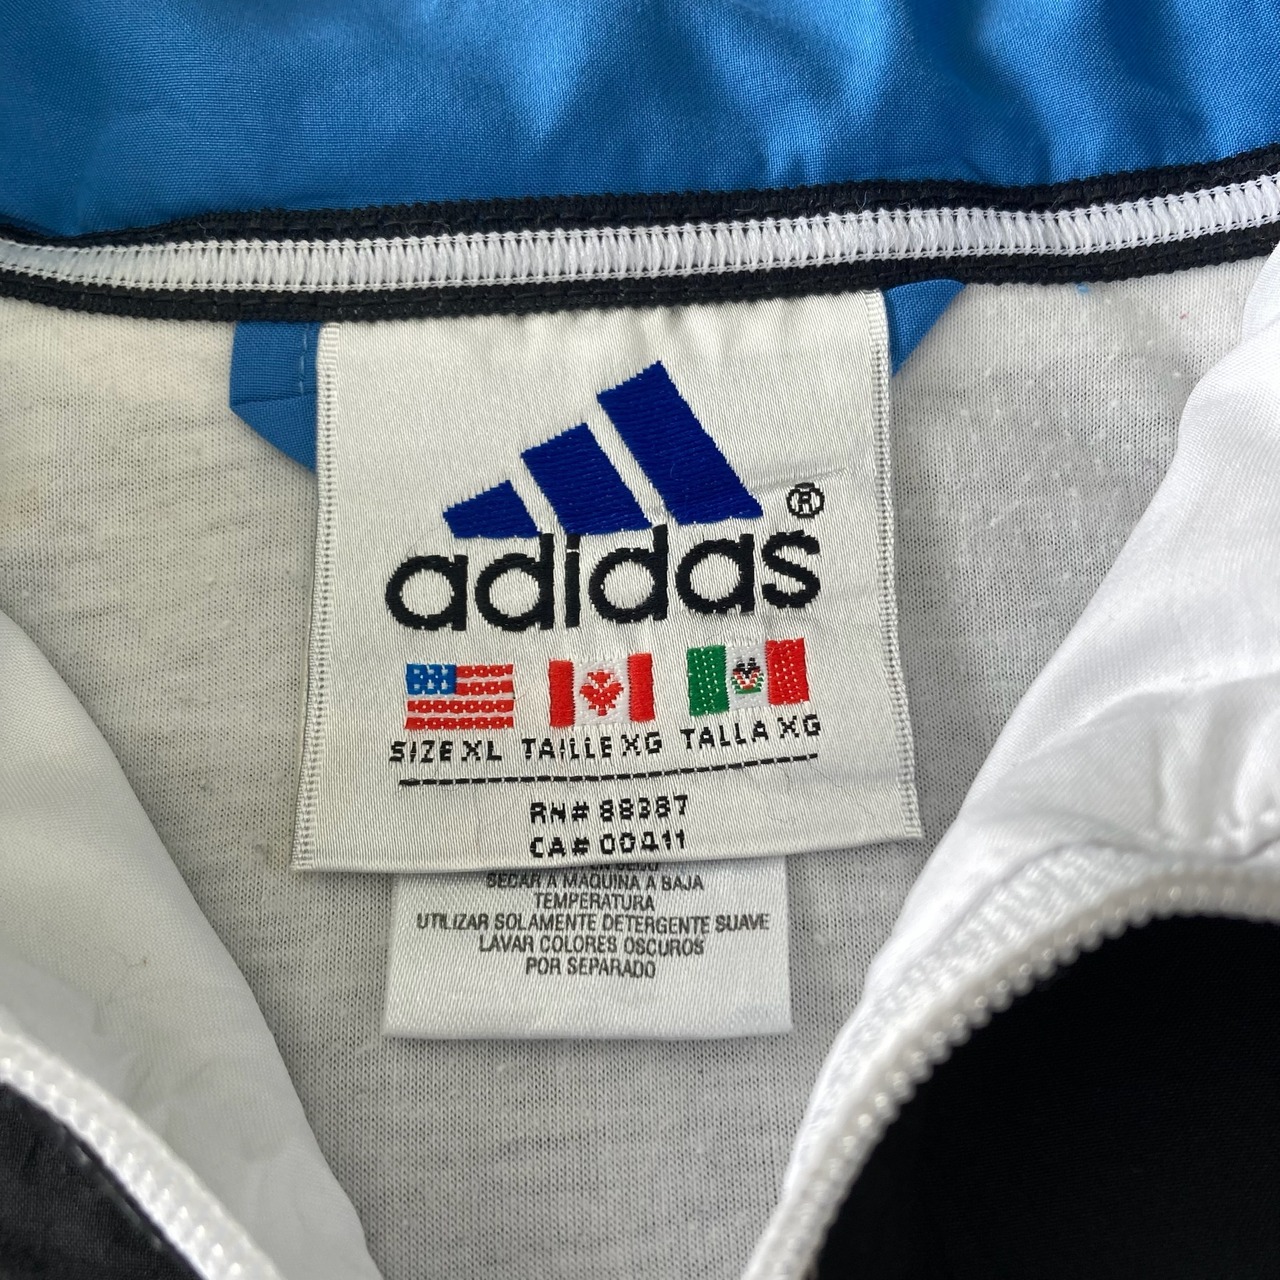 ®
adidas
SIZE XL TAILLE XG TALLA XG
RN# 88387
CA# 00411
SECAR A MAQUINA A BAJA
TEMPERATURA
UTILIZAR SOLAMENTE DETERGENTE SUAVE
LAVAR COLORES OSCUROS
POR SEPARADO